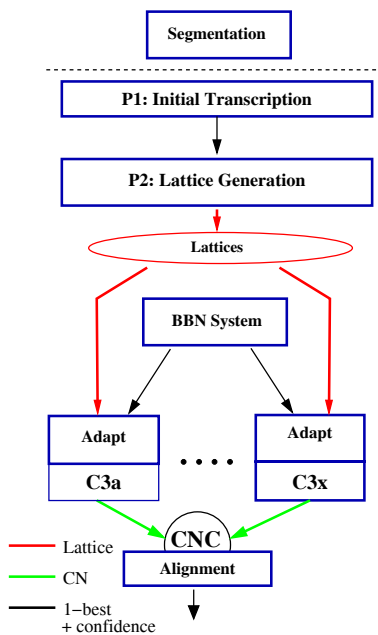 Segmentation
P1: Initial Transcription
P2: Lattice Generation
Lattices
BBN System
Adapt
Adapt
C3a
C3x
CNC
Alignment
Lattice
CN
1−best
+ confidence